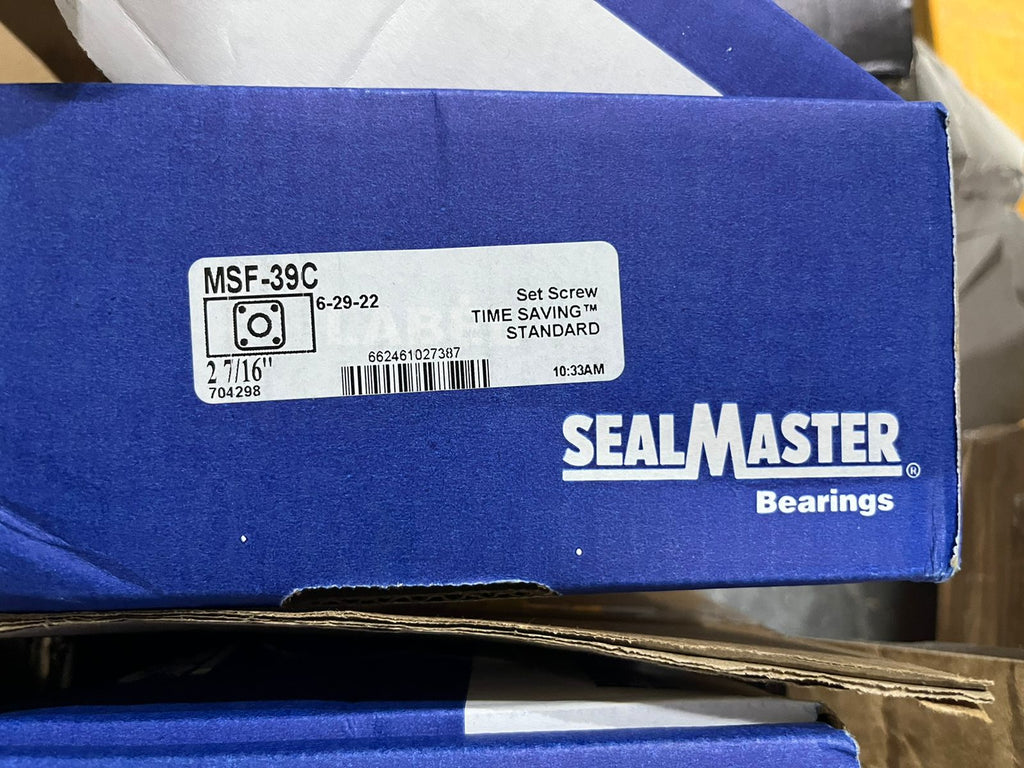 MSF-39C
6-29-22
Set Screw
TIME SAVING™
STANDARD
2 7/16"
704298
662461027387
10:33AM
SEALMASTER®
Bearings